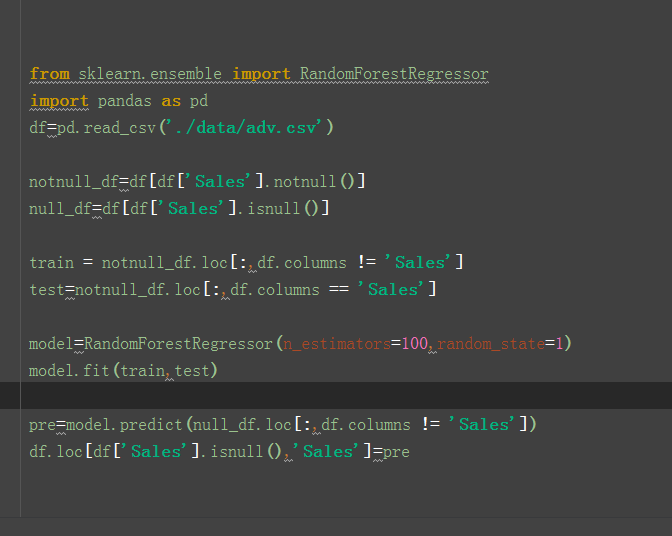 from sklearn.ensemble import RandomForestRegressor
import pandas as pd
df=pd.read_csv('./data/adv.csv')
notnull_df=df[df['Sales'].notnull()]
null_df=df[df['Sales'].isnull()]
train = notnull_df.loc[:,df.columns != 'Sales']
test=notnull_df.loc[:,df.columns == 'Sales']
model=RandomForestRegressor(n_estimators=100,random_state=1)
model.fit(train,test)
pre=model.predict(null_df.loc[:,df.columns != 'Sales'])
df.loc[df['Sales'].isnull(),'Sales']=pre